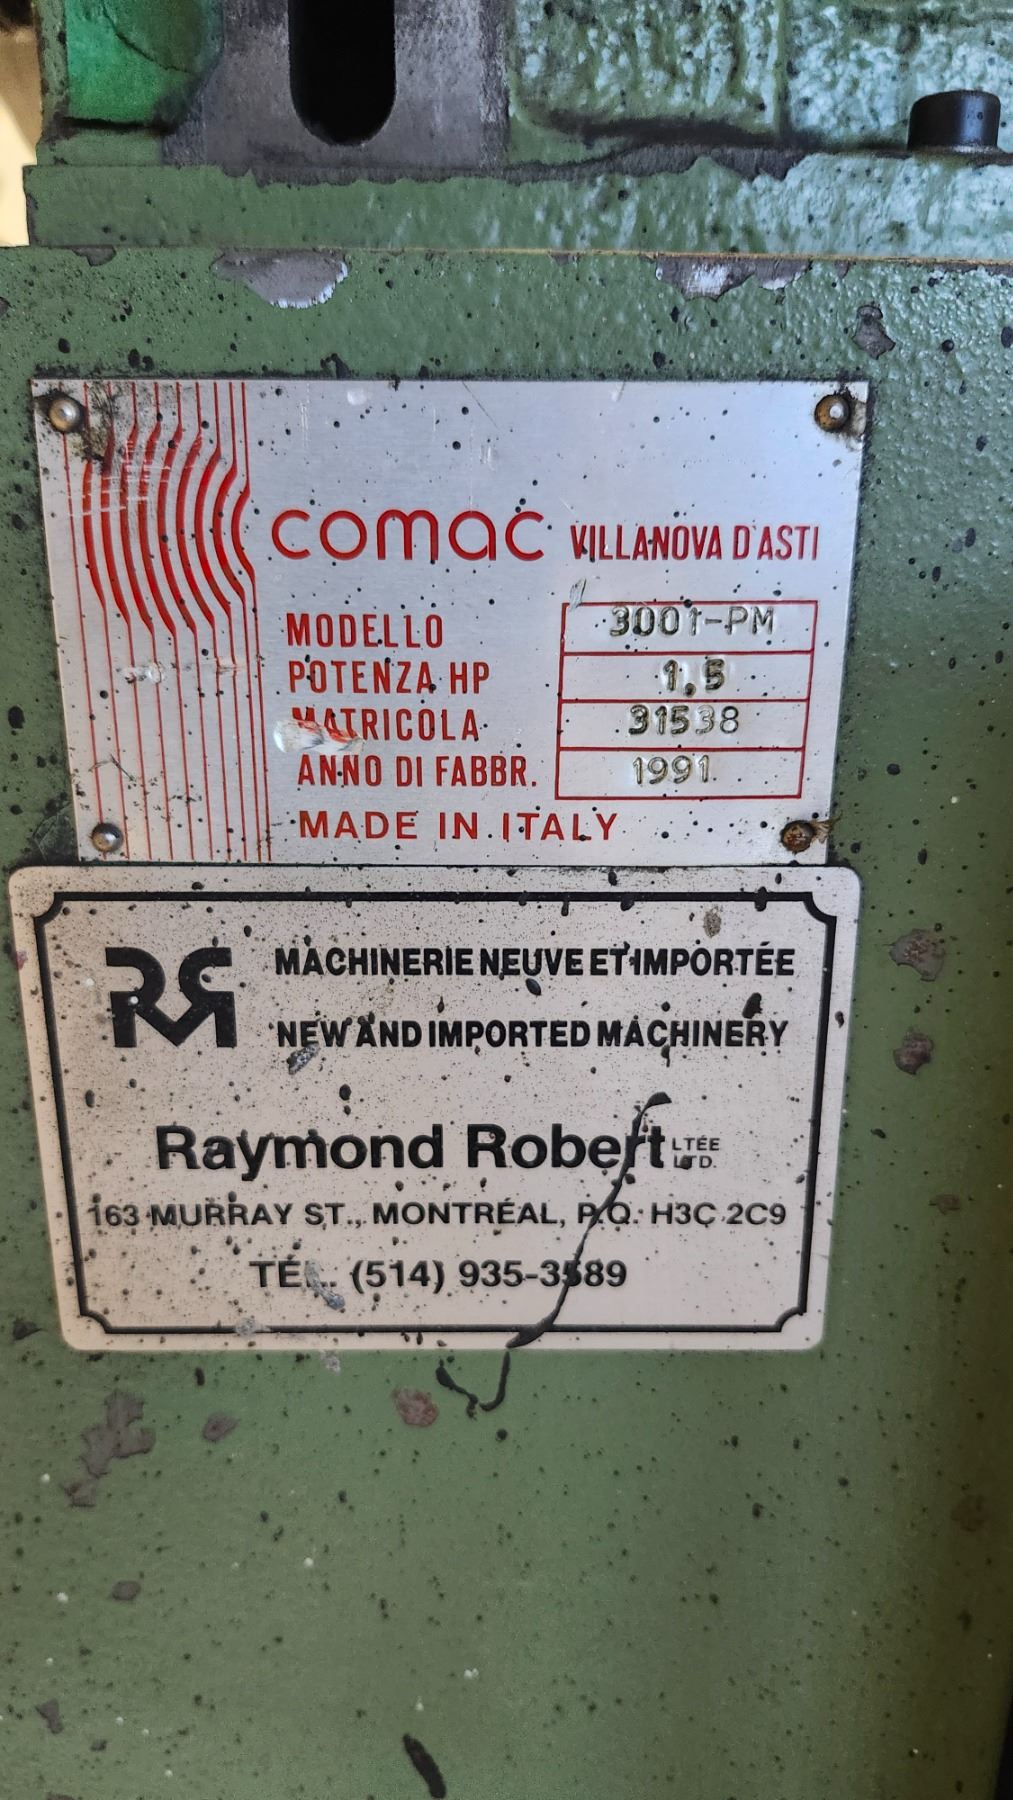 comac VILLANOVA D'ASTI
MODELLO 3001-PM
POTENZA HP 1,5
MATRICOLA 31538
ANNO DI FABBR. 1991
MADE IN ITALY
MACHINERIE NEUVE ET IMPORTÉE
NEW AND IMPORTED MACHINERY
Raymond Robert LTÉE LTD.
163 MURRAY ST., MONTRÉAL, P.Q. H3C 2C9
TÉL. (514) 935-3589